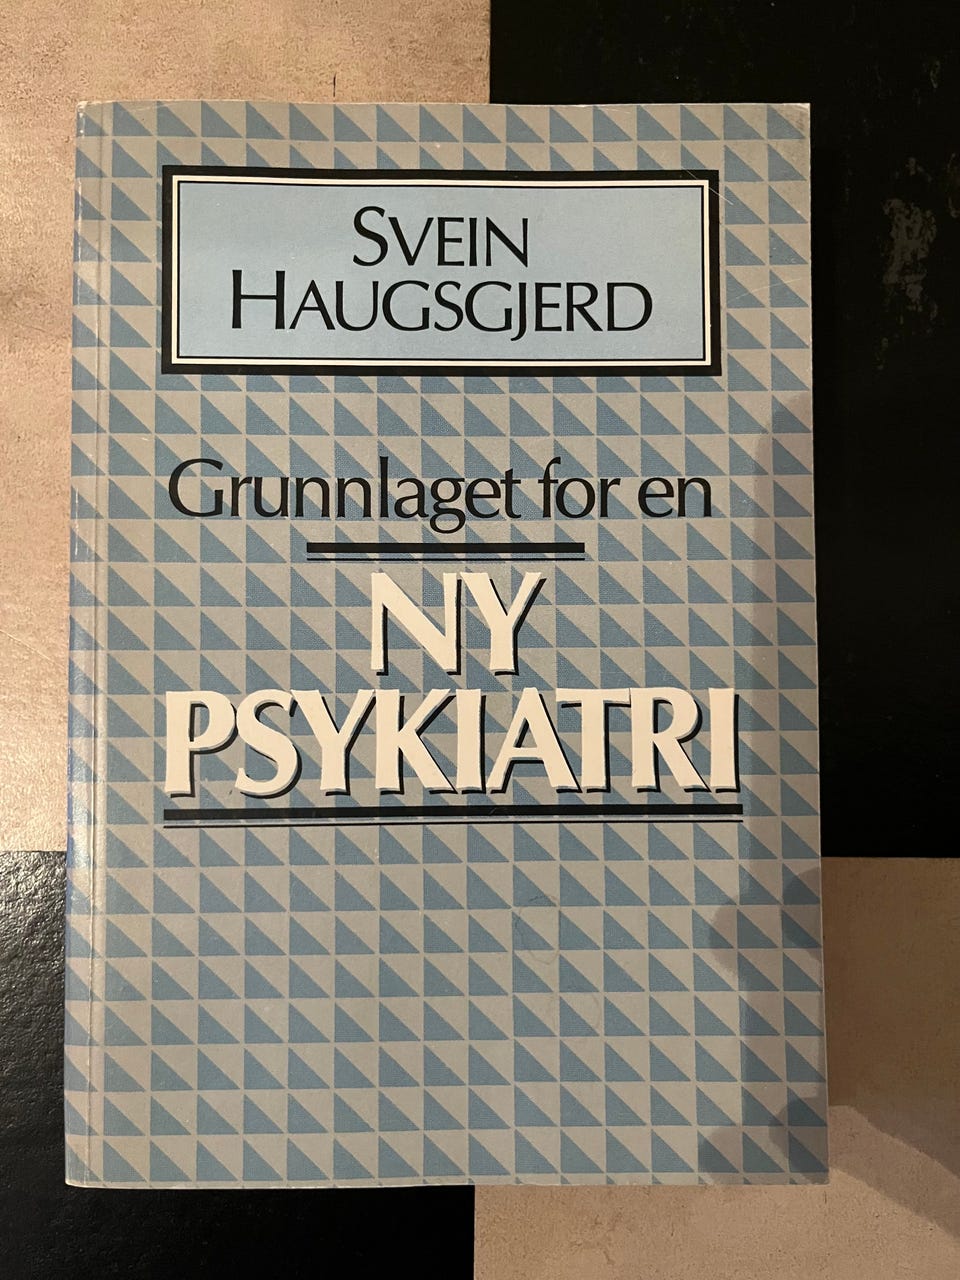 SVEIN
HAUGSGJERD
Grunnlaget for en
NY
PSYKIATRI